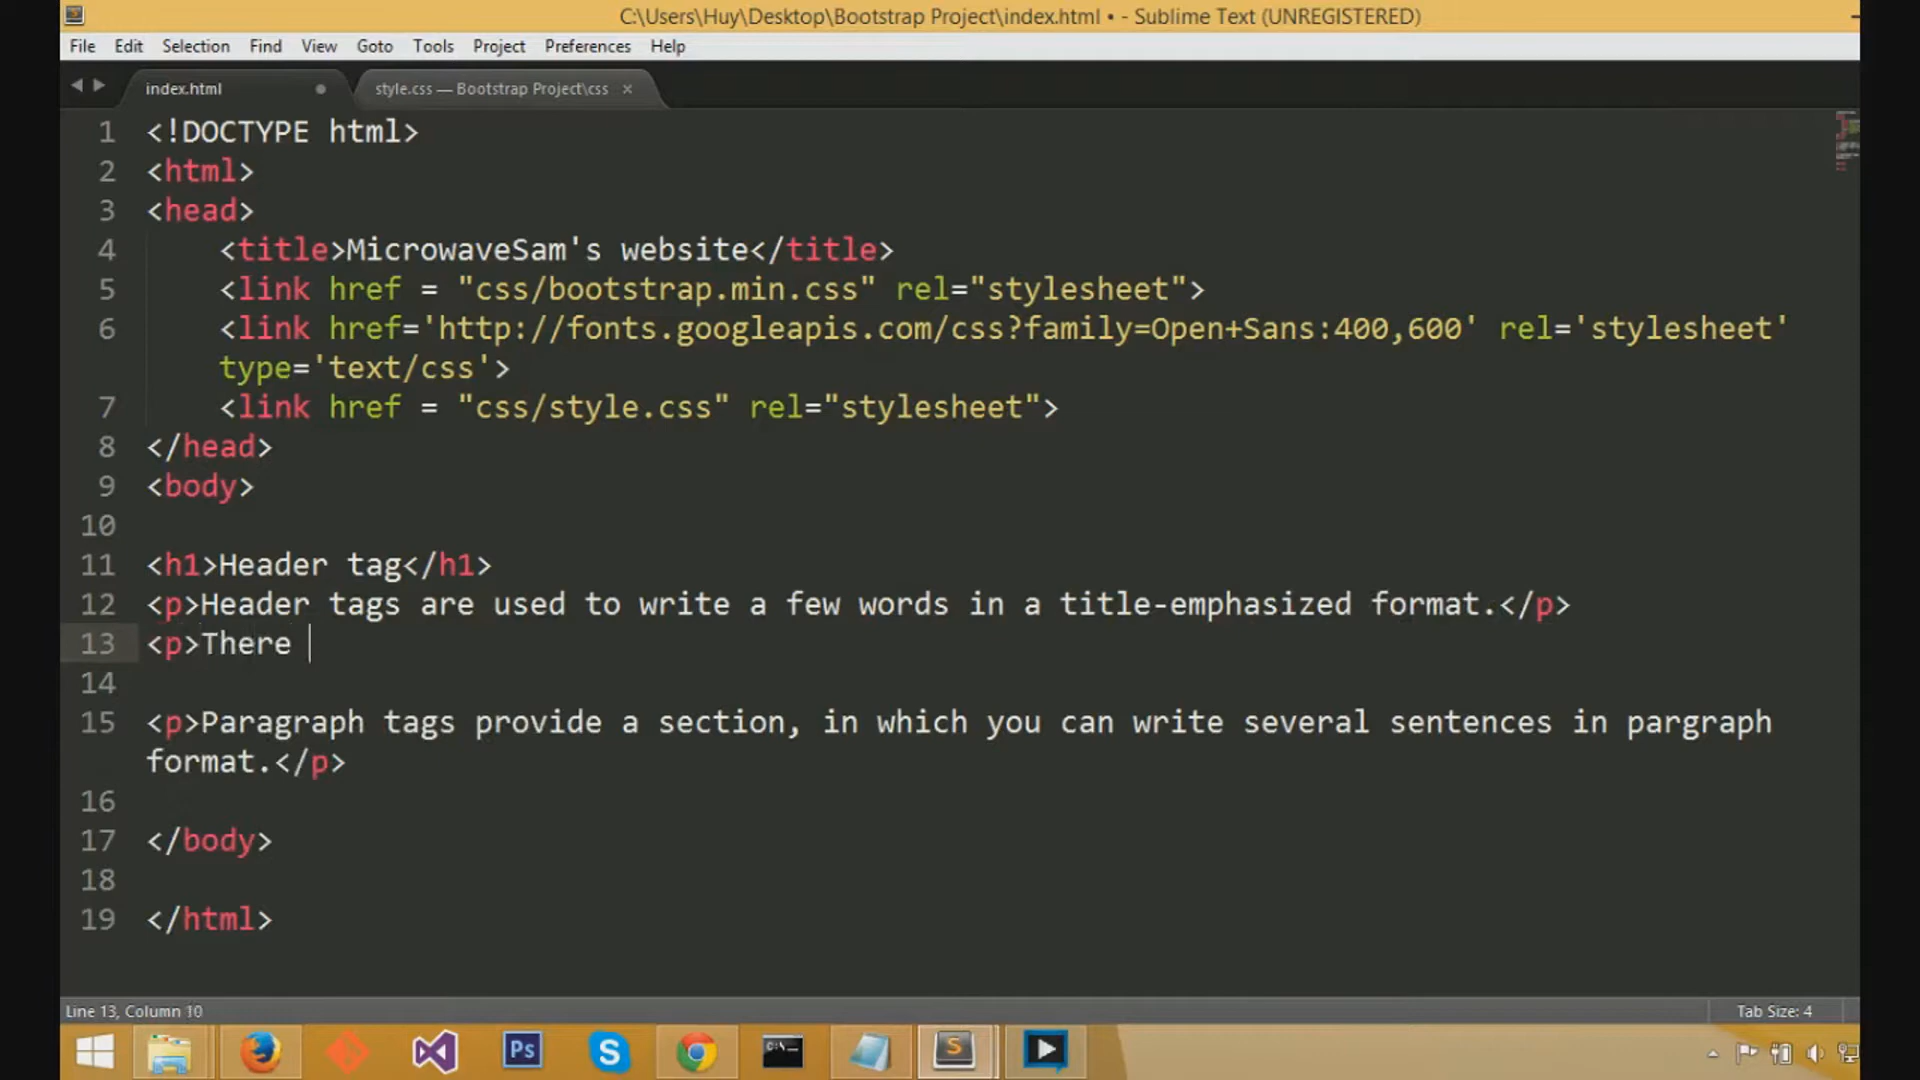 C:\Users\Huy\Desktop\Bootstrap Project\index.html • - Sublime Text (UNREGISTERED)
File Edit Selection Find View Goto Tools Project Preferences Help
index.html style.css — Bootstrap Project\css ×
1 <!DOCTYPE html>
2 <html>
3 <head>
4 <title>MicrowaveSam's website</title>
5 <link href = "css/bootstrap.min.css" rel="stylesheet">
6 <link href='http://fonts.googleapis.com/css?family=Open+Sans:400,600' rel='stylesheet'
type='text/css'>
7 <link href = "css/style.css" rel="stylesheet">
8 </head>
9 <body>
10
11 <h1>Header tag</h1>
12 <p>Header tags are used to write a few words in a title-emphasized format.</p>
13 <p>There
14
15 <p>Paragraph tags provide a section, in which you can write several sentences in pargraph
format.</p>
16
17 </body>
18
19 </html>
Line 13, Column 10 Tab Size: 4
Ps S C:\ S